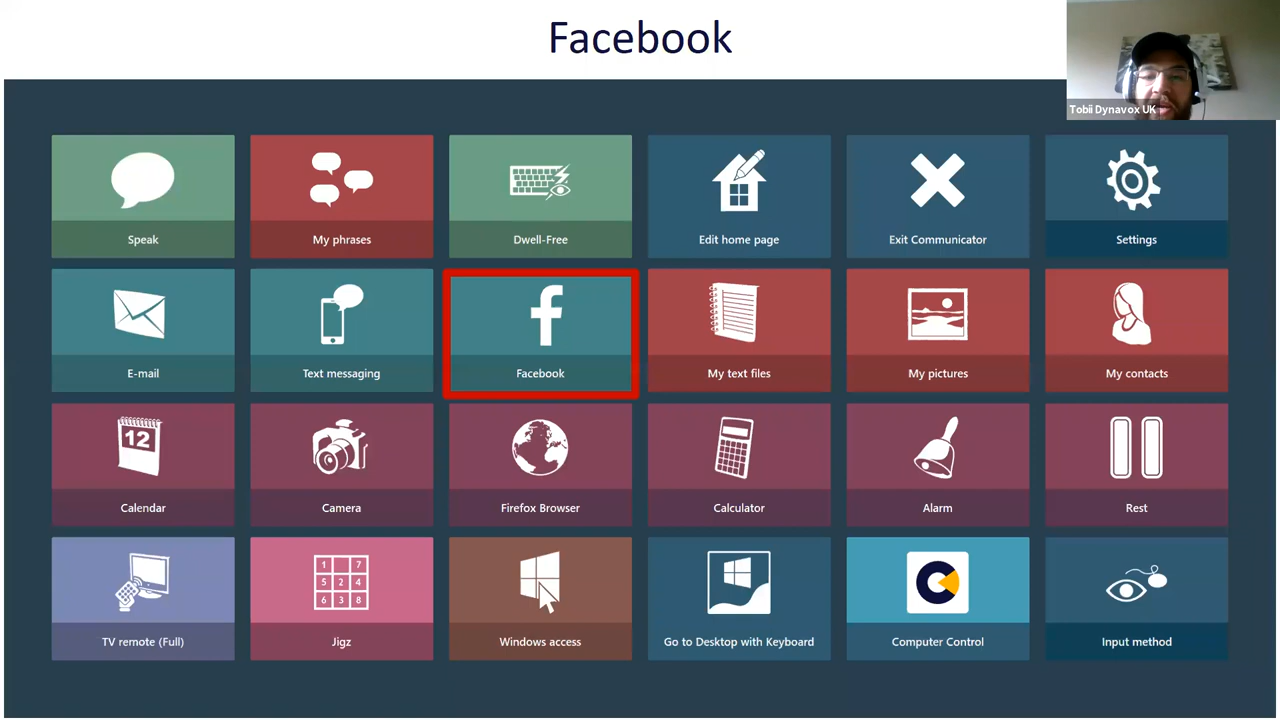 Facebook
Tobii Dynavox UK
Speak
My phrases
Dwell-Free
Edit home page
Exit Communicator
Settings
E-mail
Text messaging
Facebook
My text files
My pictures
My contacts
12
Calendar
Camera
Firefox Browser
Calculator
Alarm
Rest
1 7
5 2 4
6 3 8
TV remote (Full)
Jigz
Windows access
Go to Desktop with Keyboard
Computer Control
Input method